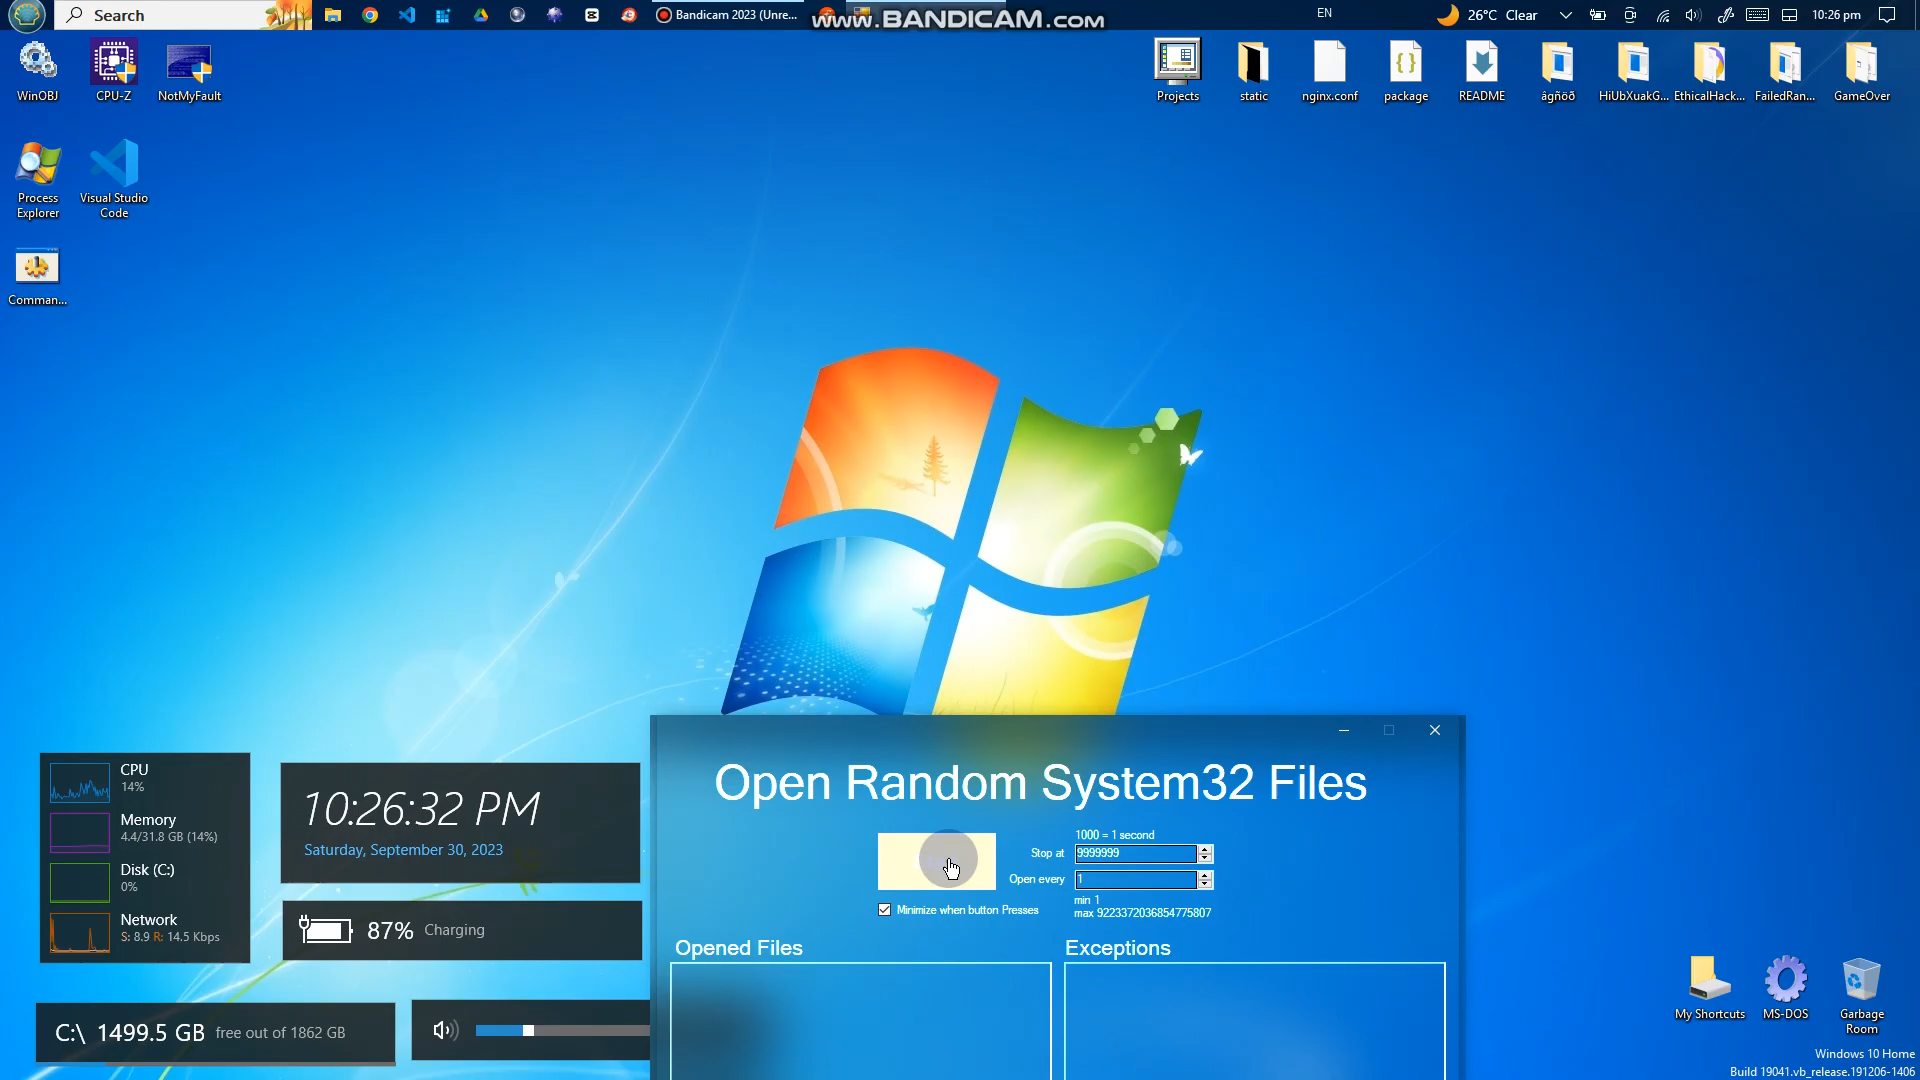 Search
Bandicam 2023 (Unre...
www.BANDICAM.com
EN
26°C Clear
10:26 pm
WinOBJ
CPU-Z
NotMyFault
Projects
static
nginx.conf
package
README
âgñöð
HiUbXuakG...
EthicalHack...
FailedRan...
GameOver
Process
Explorer
Visual Studio
Code
Comman...
CPU
14%
Memory
4.4/31.8 GB (14%)
Disk (C:)
0%
Network
S: 8.9 R: 14.5 Kbps
10:26:32 PM
Saturday, September 30, 2023
87% Charging
C:\ 1499.5 GB free out of 1862 GB
Open Random System32 Files
1000 = 1 second
Stop at 9999999
Open every 1
min 1
max 9223372036854775807
Minimize when button Presses
Opened Files
Exceptions
My Shortcuts
MS-DOS
Garbage
Room
Windows 10 Home
Build 19041.vb_release.191206-1406